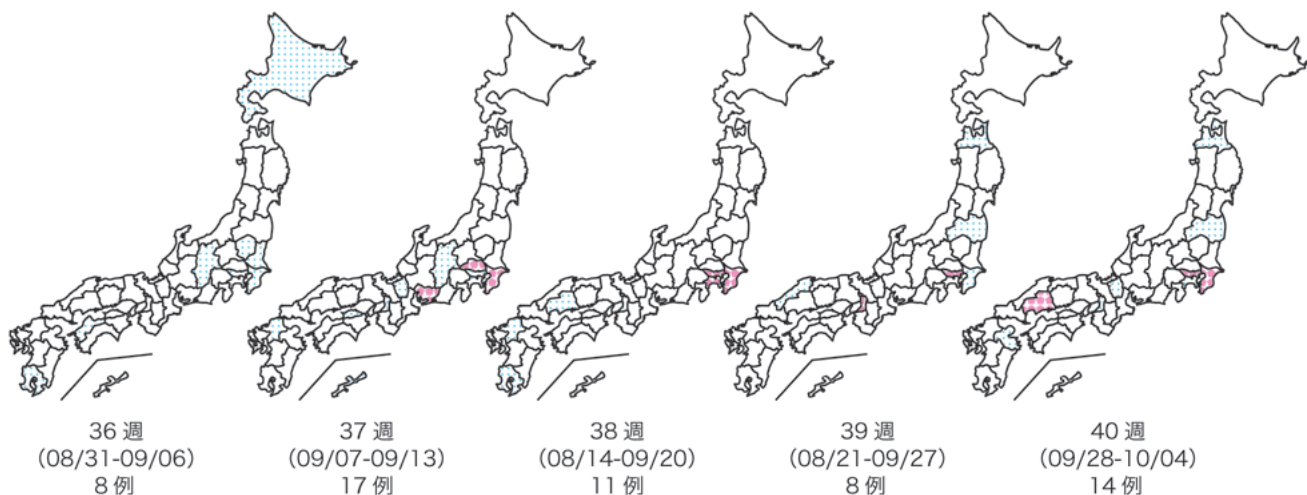 36 週
（08/31-09/06）
8 例
37 週
（09/07-09/13）
17 例
38 週
（08/14-09/20）
11 例
39 週
（08/21-09/27）
8 例
40 週
（09/28-10/04）
14 例